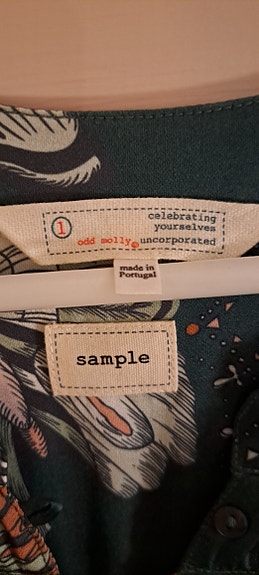 1
celebrating
yourselves
odd molly® uncorporated
made in
Portugal
sample